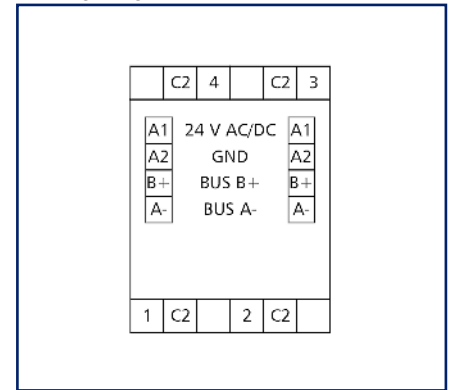 C2 4 C2 3
A1 24 V AC/DC A1
A2 GND A2
B+ BUS B+ B+
A- BUS A- A-
1 C2 2 C2